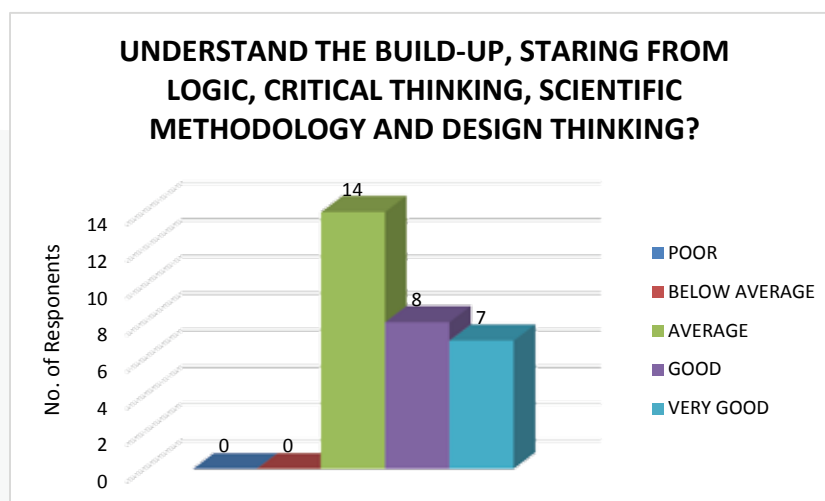 UNDERSTAND THE BUILD-UP, STARING FROM
LOGIC, CRITICAL THINKING, SCIENTIFIC
METHODOLOGY AND DESIGN THINKING?
No. of Responents
14
12
10
8
6
4
2
0
0
0
14
8
7
POOR
BELOW AVERAGE
AVERAGE
GOOD
VERY GOOD